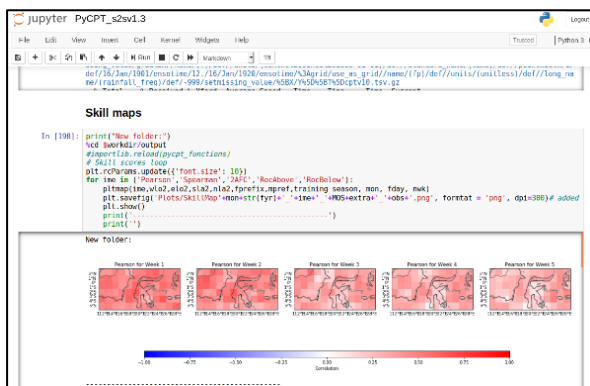 jupyter PyCPT_s2sv1.3
Logout
File Edit View Insert Cell Kernel Widgets Help
Trusted Python 3
Run Markdown
def/16/Jan/1901/ensotime/12./16/Jan/1920/ensotime/%3Agrid/use_as_grid//name/(fp)/def//units/(unitless)/def//long_na
me/(rainfall_freq)/def/-999/setmissing_value/%5BX/Y%5D%5BT%5Dcptv10.tsv.gz
Skill maps
In [198]:
print("New folder:")
%cd $workdir/output
#importlib.reload(pycpt_functions)
# Skill scores loop
plt.rcParams.update({'font.size': 10})
for ime in ['Pearson','Spearman','2AFC','RocAbove','RocBelow']:
pltmap(ime,wlo2,elo2,sla2,nla2,fprefix,mpref,training_season, mon, fday, nwk)
plt.savefig('Plots/SkillMap'+mon+str(fyr)+'_'+ime+'_'+MOS+extra+'_'+obs+'.png', formtat = 'png', dpi=300)# added
plt.show()
print('')
New folder:
Pearson for Week 1 Pearson for Week 2 Pearson for Week 3 Pearson for Week 4 Pearson for Week 5
-1.00 -0.75 -0.50 -0.25 0.00 0.25 0.50 0.75 1.00
Correlation